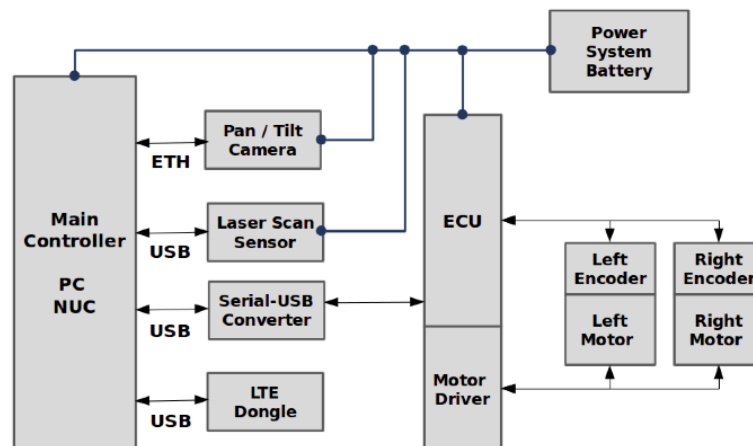 Power
System
Battery
Pan / Tilt
Camera
ETH
Main
Controller
PC
NUC
Laser Scan
Sensor
USB
ECU
Left
Encoder
Right
Encoder
Serial-USB
Converter
USB
Left
Motor
Right
Motor
LTE
Dongle
USB
Motor
Driver